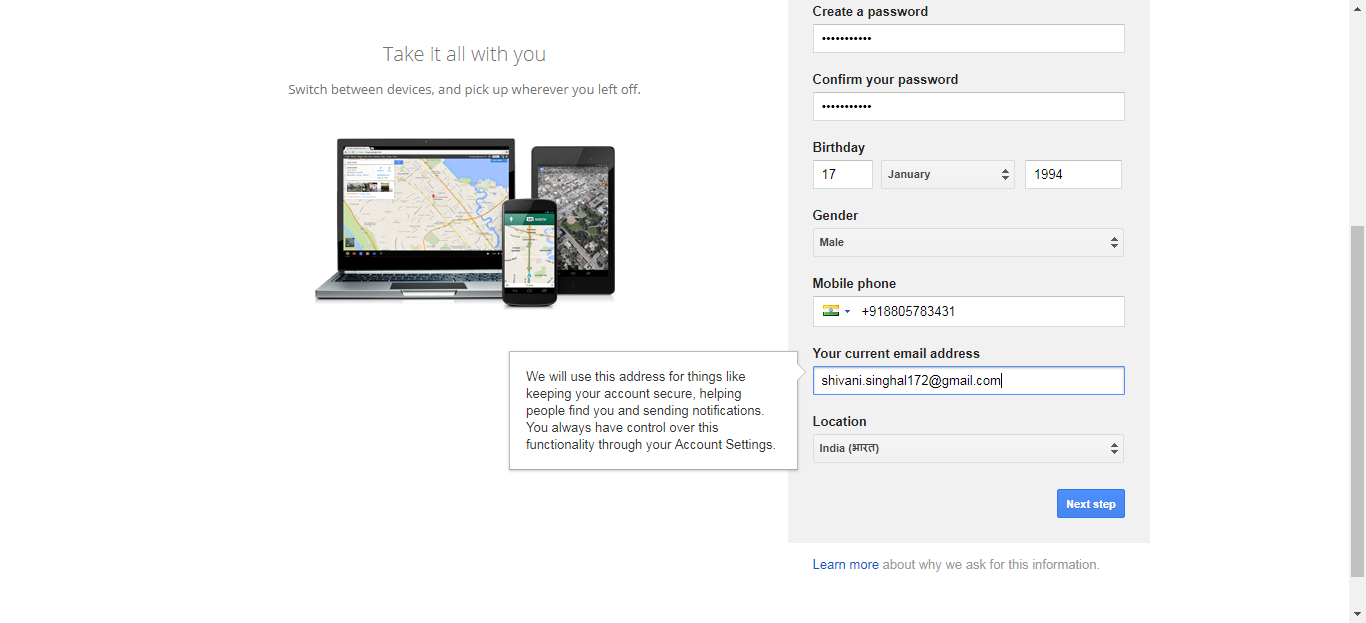 Take it all with you
Switch between devices, and pick up wherever you left off.
Create a password
•••••••••••
Confirm your password
•••••••••••
Birthday
17 January 1994
Gender
Male
Mobile phone
+918805783431
Your current email address
shivani.singhal172@gmail.com
We will use this address for things like
keeping your account secure, helping
people find you and sending notifications.
You always have control over this
functionality through your Account Settings.
Location
India (भारत)
Next step
Learn more about why we ask for this information.